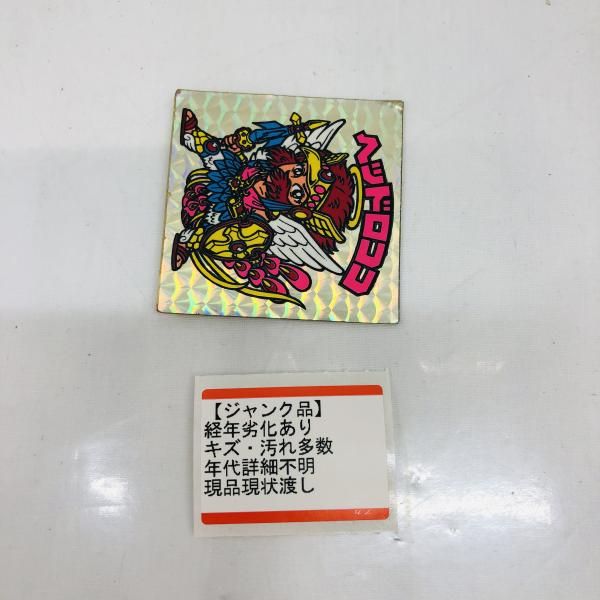 ヘッドロココ
【ジャンク品】
経年劣化あり
キズ・汚れ多数
年代詳細不明
現品現状渡し